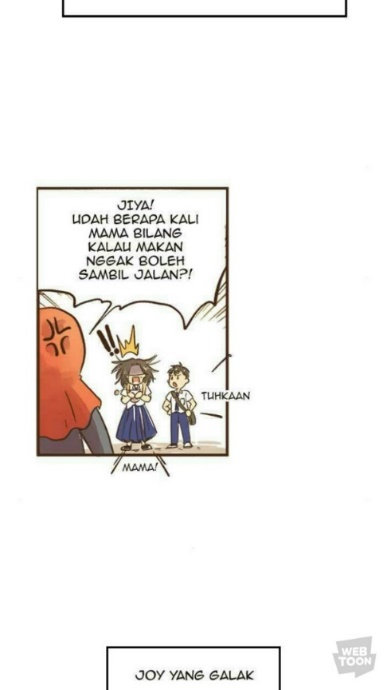 JIYA!
UDAH BERAPA KALI
MAMA BILANG
KALAU MAKAN
NGGAK BOLEH
SAMBIL JALAN?!
!!
TUHKAAN
MAMA!
WEB
TOON
JOY YANG GALAK